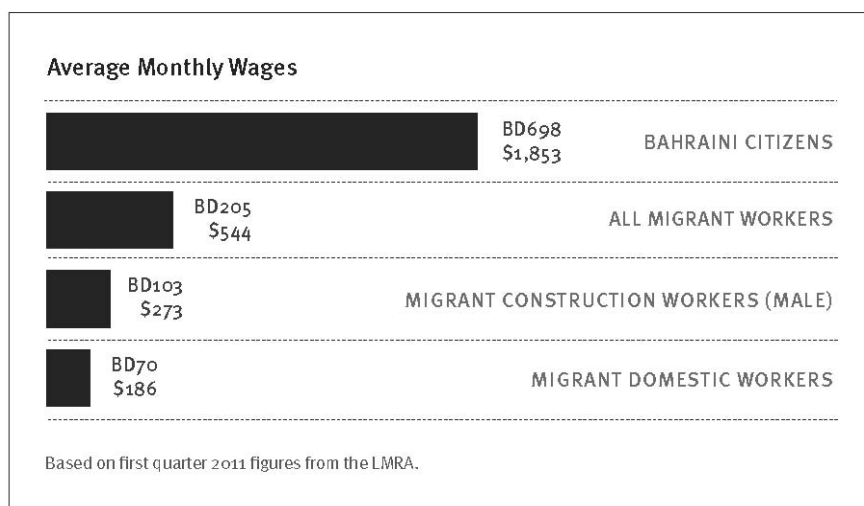 Average Monthly Wages
BD698
$1,853
BAHRAINI CITIZENS
BD205
$544
ALL MIGRANT WORKERS
BD103
$273
MIGRANT CONSTRUCTION WORKERS (MALE)
BD70
$186
MIGRANT DOMESTIC WORKERS
Based on first quarter 2011 figures from the LMRA.